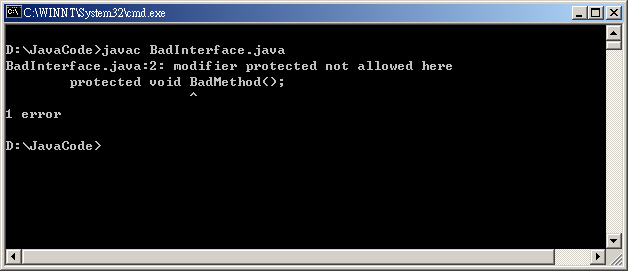 C:\WINNT\System32\cmd.exe
D:\JavaCode>javac BadInterface.java
BadInterface.java:2: modifier protected not allowed here
        protected void BadMethod();
                       ^
1 error
D:\JavaCode>